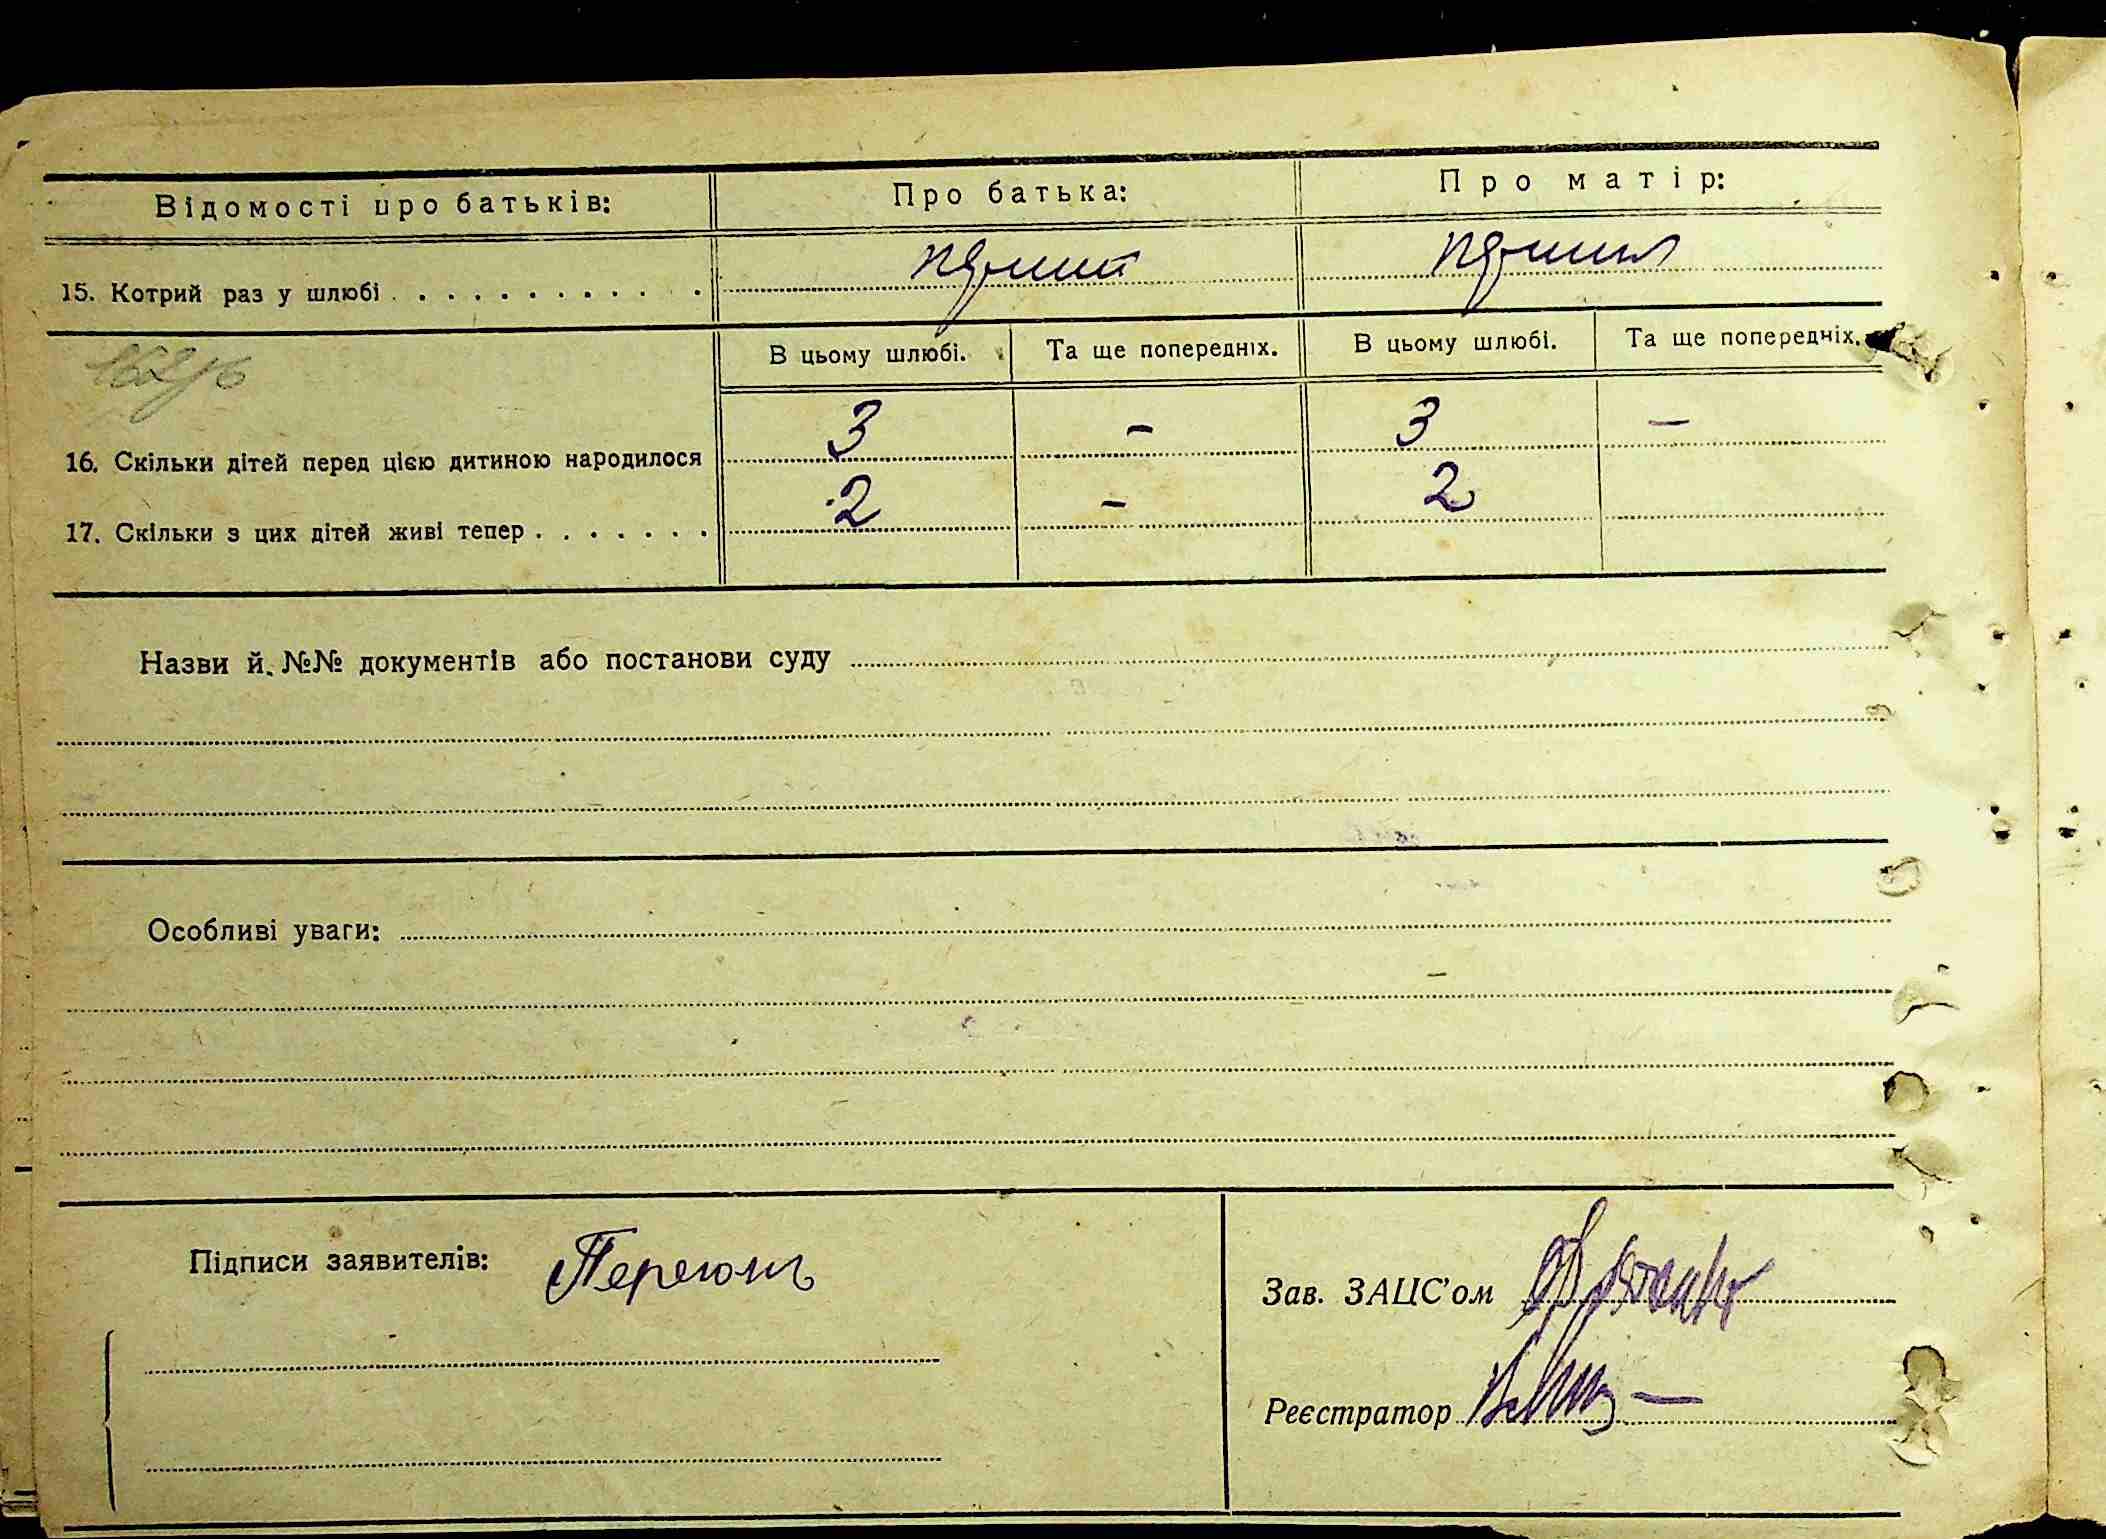 Відомості про батьків: Про батька: Про матір:
15. Котрий раз у шлюбі . . . . . . . . . . . перший перша
В цьому шлюбі. Та ще попередніх. В цьому шлюбі. Та ще попередніх.
16. Скільки дітей перед цією дитиною народилося 3 - 3 -
17. Скільки з цих дітей живі тепер . . . . . . . 2 - 2
Назви й №№ документів або постанови суду
Особливі уваги:
Підписи заявителів:
Зав. ЗАЦС'ом
Реєстратор